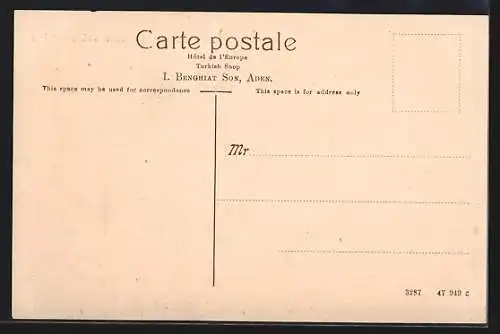 Carte postale
Hôtel de l'Europe
Turkish Shop
I. Benghiat Son, Aden.
This space may be used for correspondence
This space is for address only
Mr
3287 47 949 c